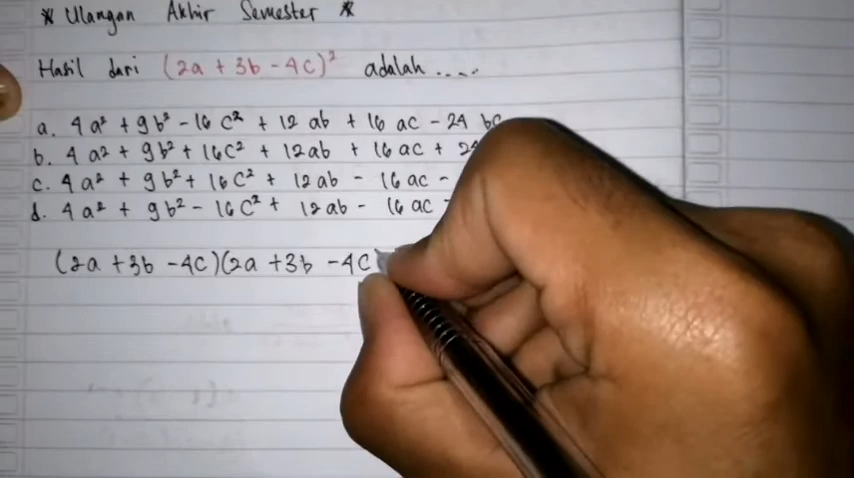 * Ulangan Akhir Semester *
Hasil dari (2a + 3b - 4c)² adalah ....
a. 4a² + 9b² - 16c² + 12ab + 16ac - 24 bc
b. 4a² + 9b² + 16c² + 12ab + 16ac +
c. 4a² + 9b² + 16c² + 12ab - 16ac -
d. 4a² + 9b² - 16c² + 12ab - 16ac
(2a + 3b - 4c)(2a + 3b - 4c